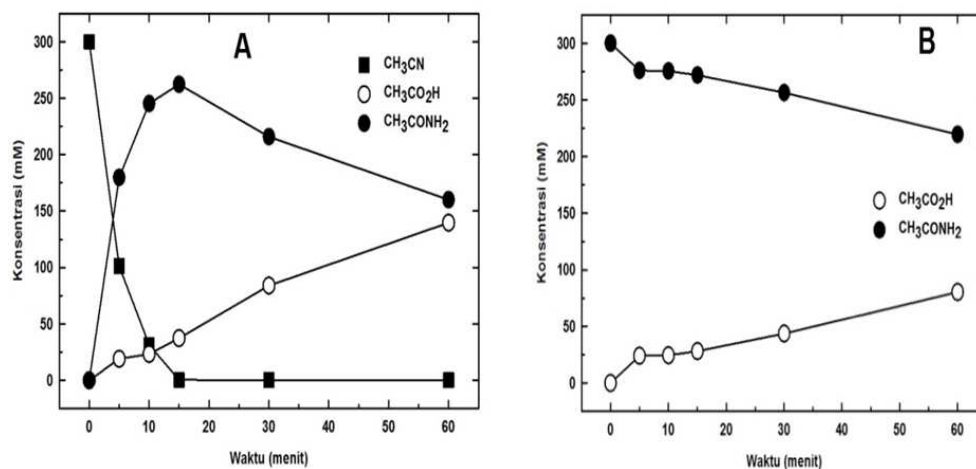 A
CH3CN
CH3CO2H
CH3CONH2
Konsentrasi (mM)
300
250
200
150
100
50
0
0 10 20 30 40 50 60
Waktu (menit)
B
CH3CO2H
CH3CONH2
Konsentrasi (mM)
300
250
200
150
100
50
0
0 10 20 30 40 50 60
Waktu (menit)